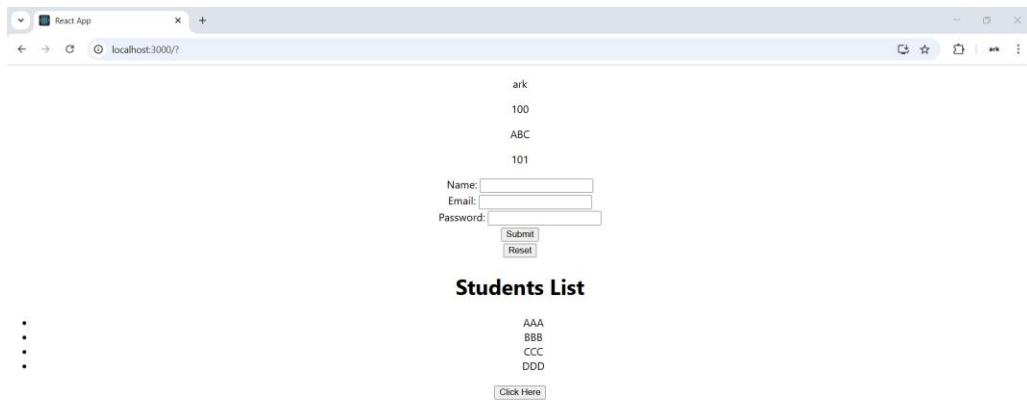 React App
localhost:3000/?
ark
ark
100
ABC
101
Name:
Email:
Password:
Submit
Reset
Students List
AAA
BBB
CCC
DDD
Click Here